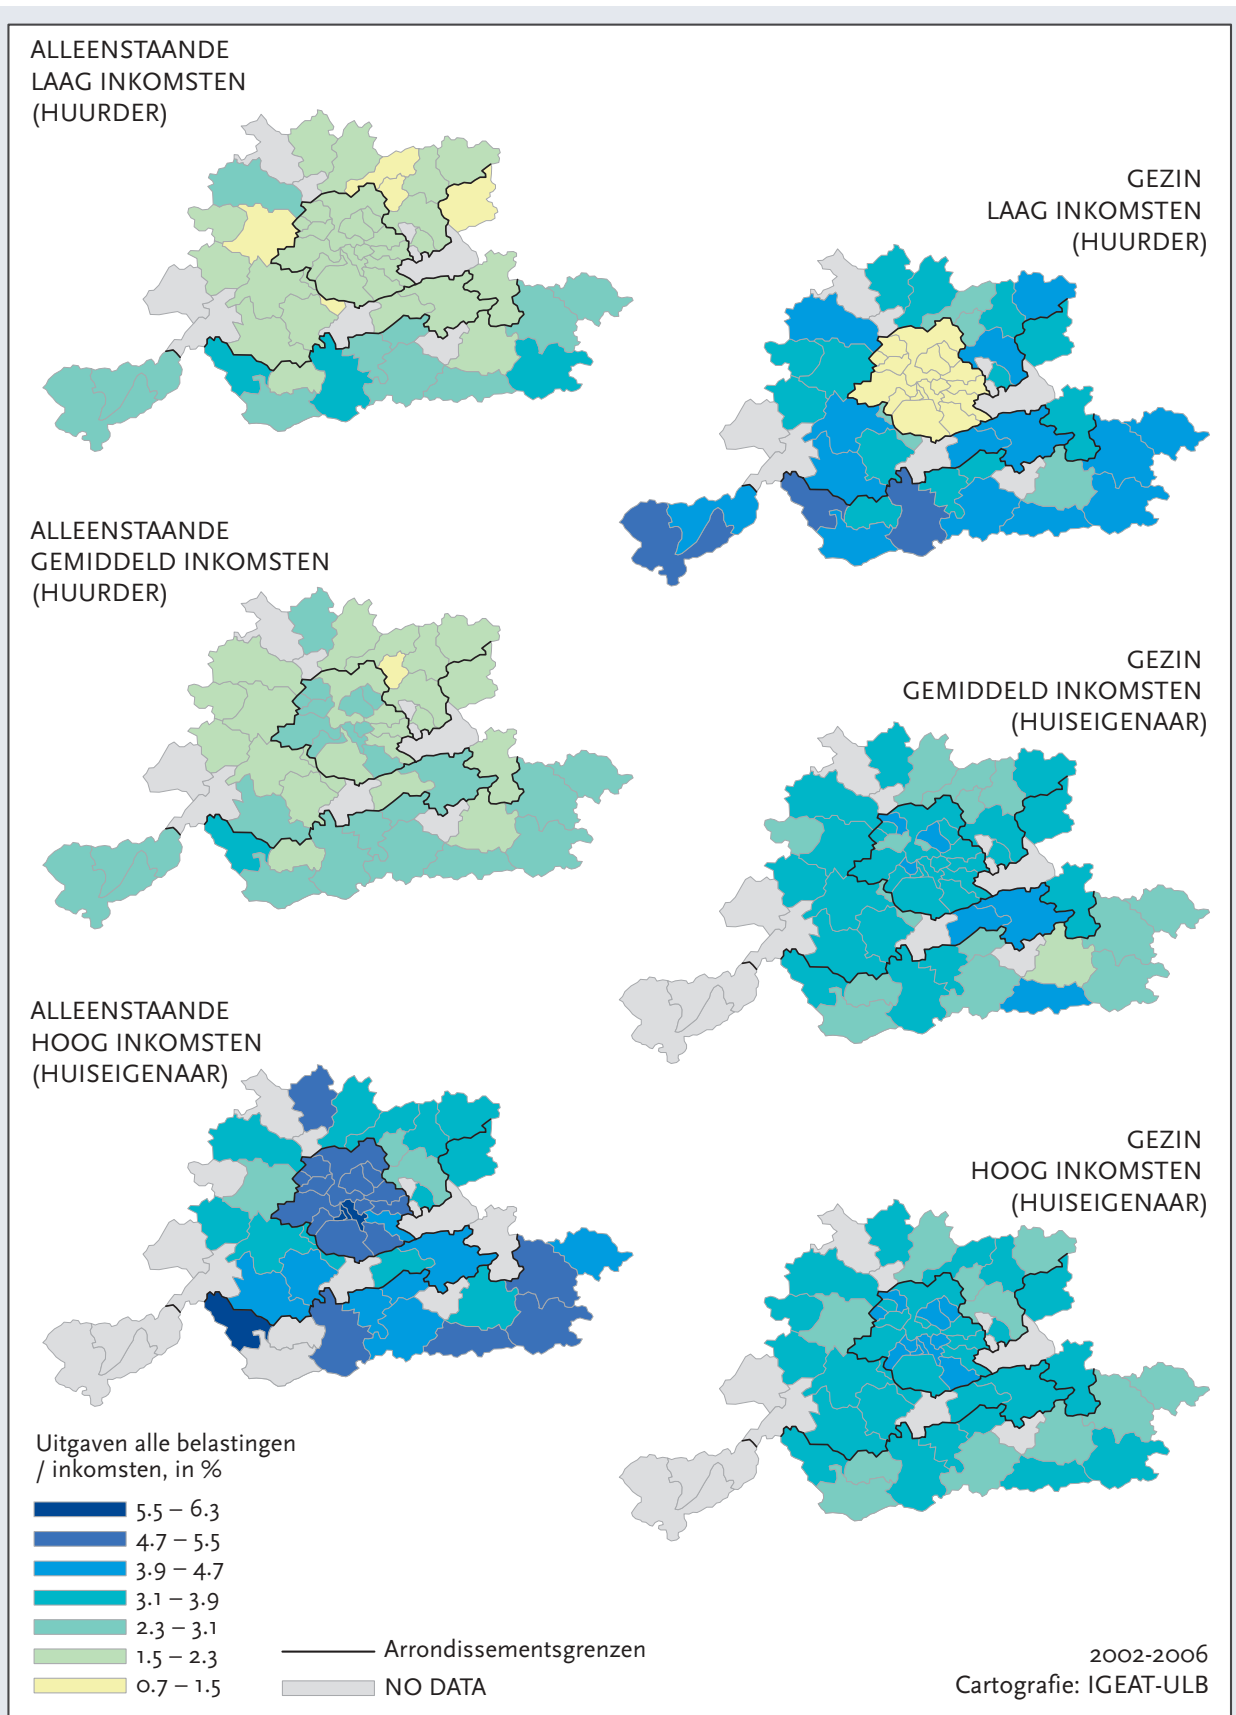 ALLEENSTAANDE
LAAG INKOMSTEN
(HUURDER)
GEZIN
LAAG INKOMSTEN
(HUURDER)
ALLEENSTAANDE
GEMIDDELD INKOMSTEN
(HUURDER)
GEZIN
GEMIDDELD INKOMSTEN
(HUISEIGENAAR)
ALLEENSTAANDE
HOOG INKOMSTEN
(HUISEIGENAAR)
GEZIN
HOOG INKOMSTEN
(HUISEIGENAAR)
Uitgaven alle belastingen
/ inkomsten, in %
5.5 – 6.3
4.7 – 5.5
3.9 – 4.7
3.1 – 3.9
2.3 – 3.1
1.5 – 2.3
0.7 – 1.5
Arrondissementsgrenzen
NO DATA
2002-2006
Cartografie: IGEAT-ULB